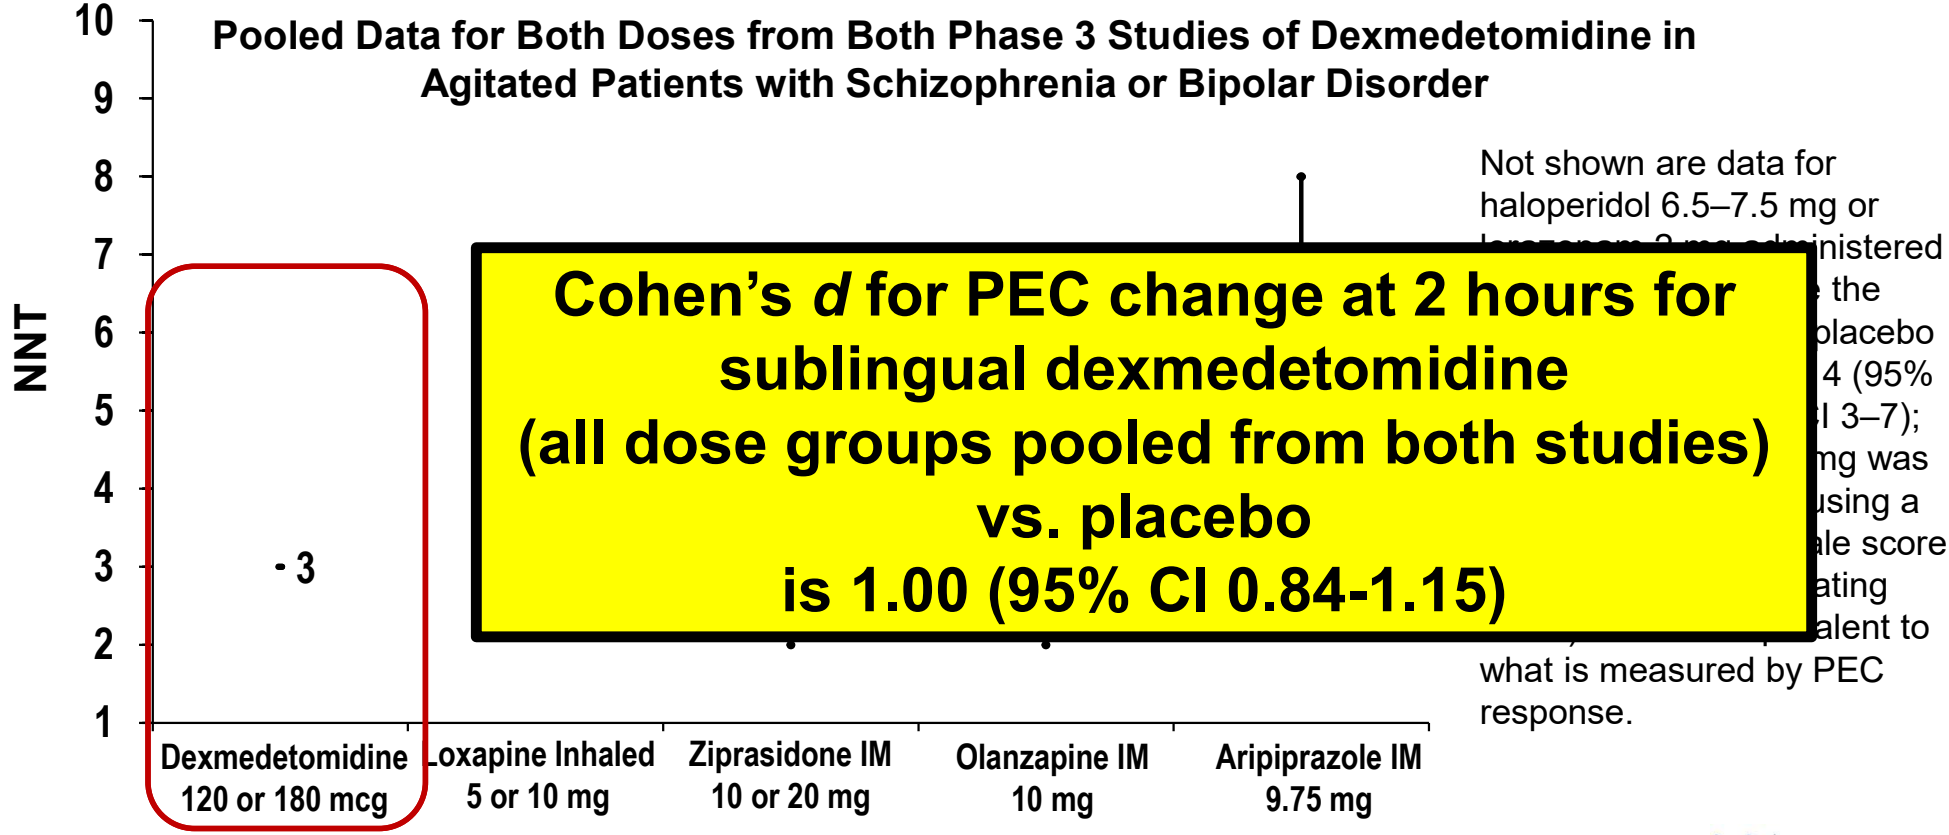 Pooled Data for Both Doses from Both Phase 3 Studies of Dexmedetomidine in
Agitated Patients with Schizophrenia or Bipolar Disorder
NNT
10
9
8
7
6
5
4
3
2
1
- 3
Not shown are data for
haloperidol 6.5–7.5 mg or
lorazepam 2 mg administered
the
placebo
4 (95%
CI 3–7);
mg was
using a
score
alent to
what is measured by PEC
response.
Cohen’s d for PEC change at 2 hours for
sublingual dexmedetomidine
(all dose groups pooled from both studies)
vs. placebo
is 1.00 (95% CI 0.84-1.15)
Dexmedetomidine
120 or 180 mcg
Loxapine Inhaled
5 or 10 mg
Ziprasidone IM
10 or 20 mg
Olanzapine IM
10 mg
Aripiprazole IM
9.75 mg